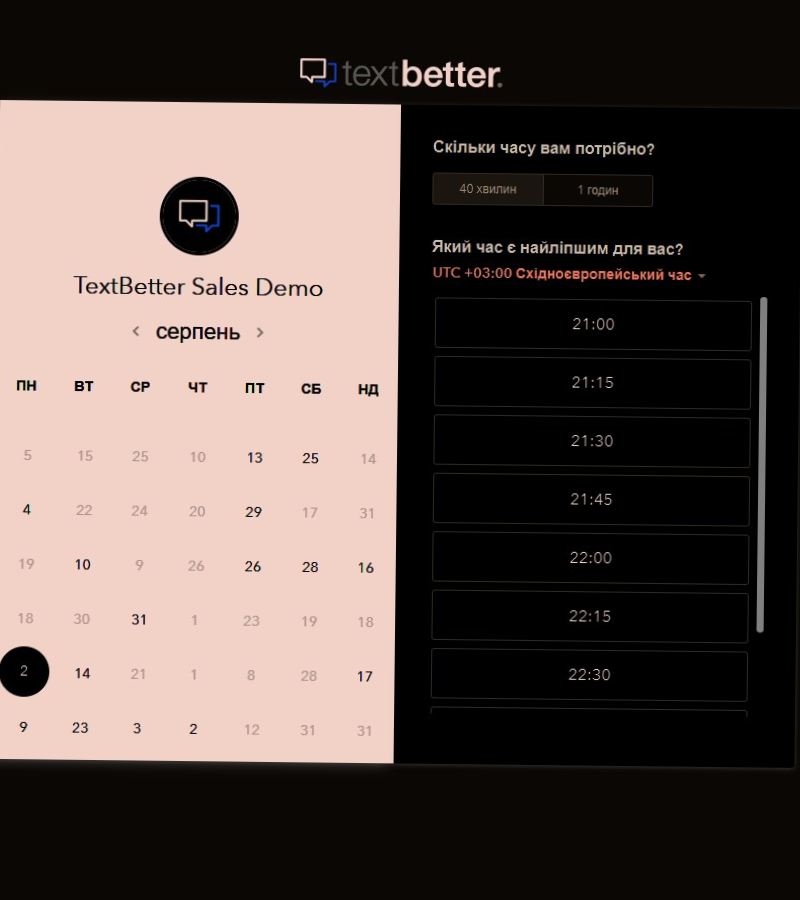 textbetter.
TextBetter Sales Demo
серпень
ПН ВТ СР ЧТ ПТ СБ НД
5 15 25 10 13 25 14
4 22 24 20 29 17 31
19 10 9 26 26 28 16
18 30 31 1 23 19 18
2 14 21 1 8 28 17
9 23 3 2 12 31 31
Скільки часу вам потрібно?
40 хвилин 1 годин
Який час є найліпшим для вас?
UTC +03:00 Східноєвропейський час
21:00
21:15
21:30
21:45
22:00
22:15
22:30